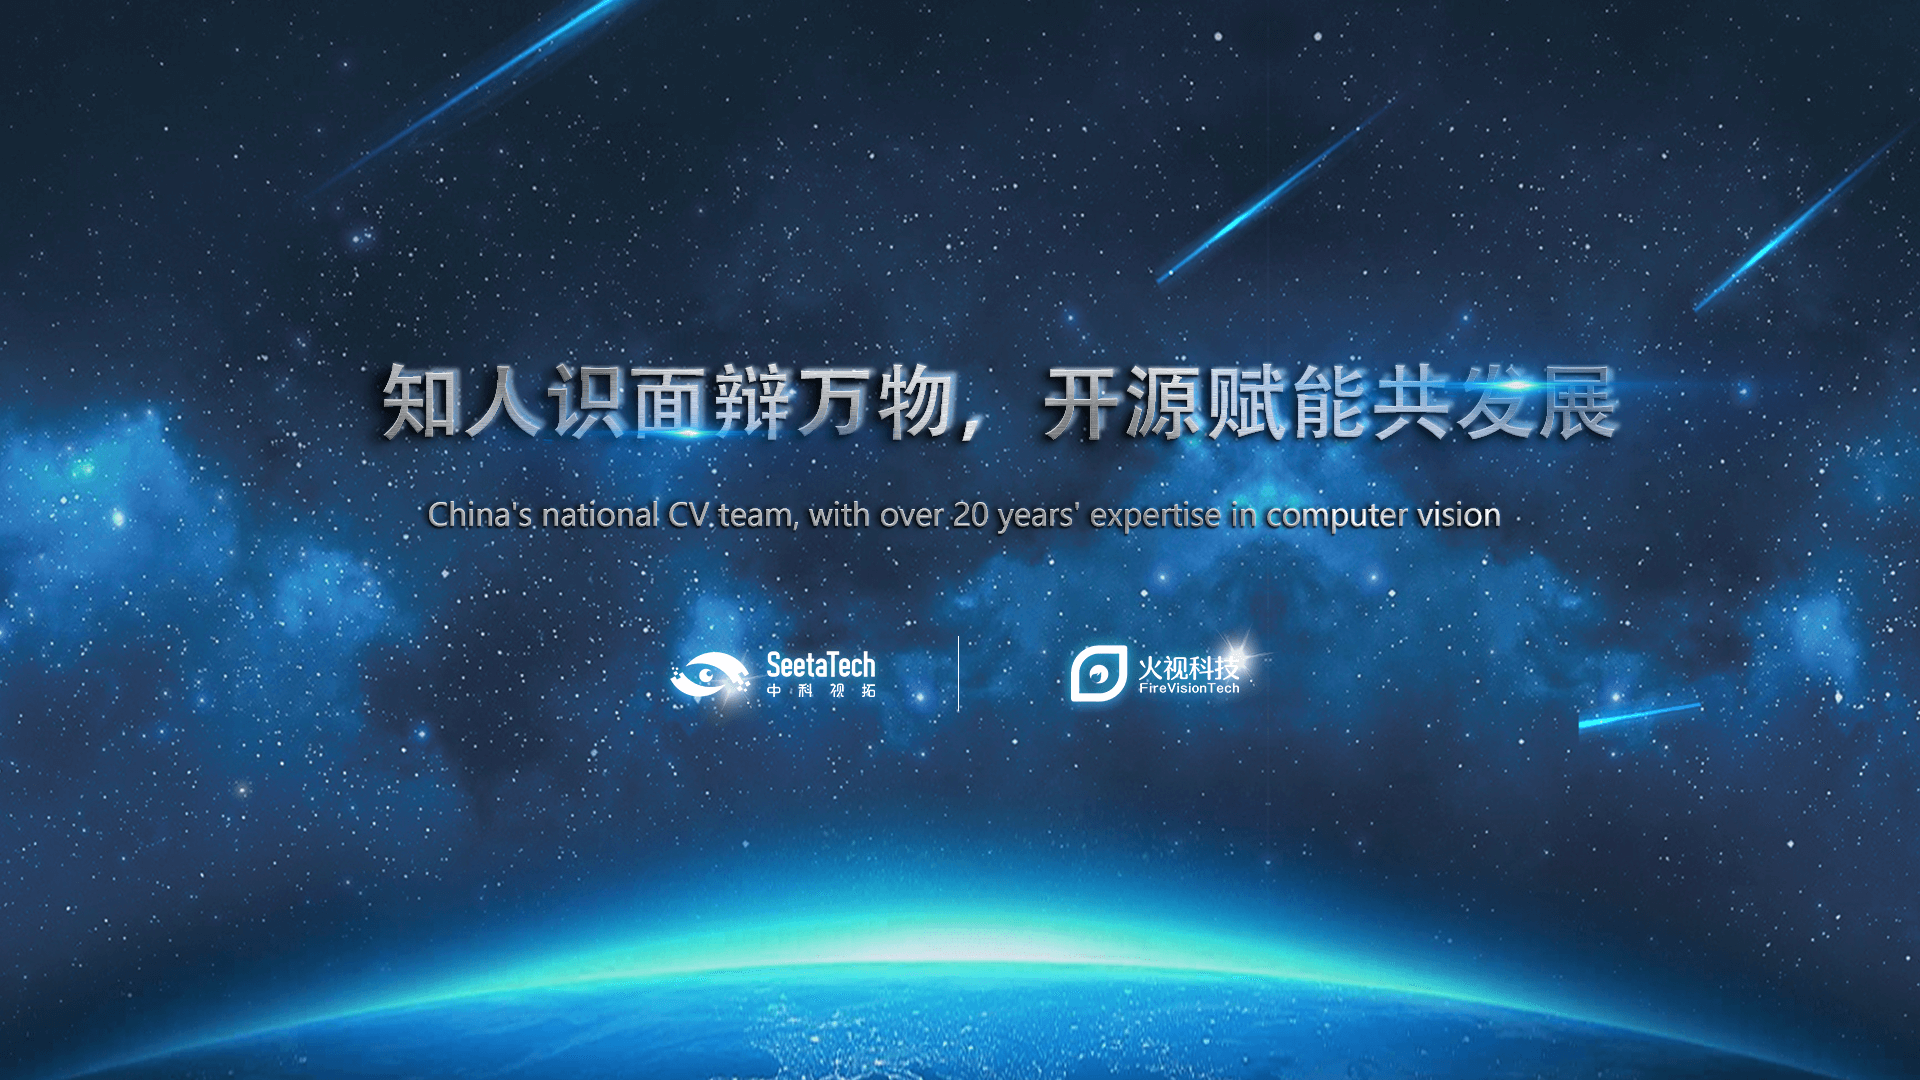 知人识面辩万物，开源赋能共发展
China's national CV team, with over 20 years' expertise in computer vision
SeetaTech
中科视拓
火视科技
FireVisionTech